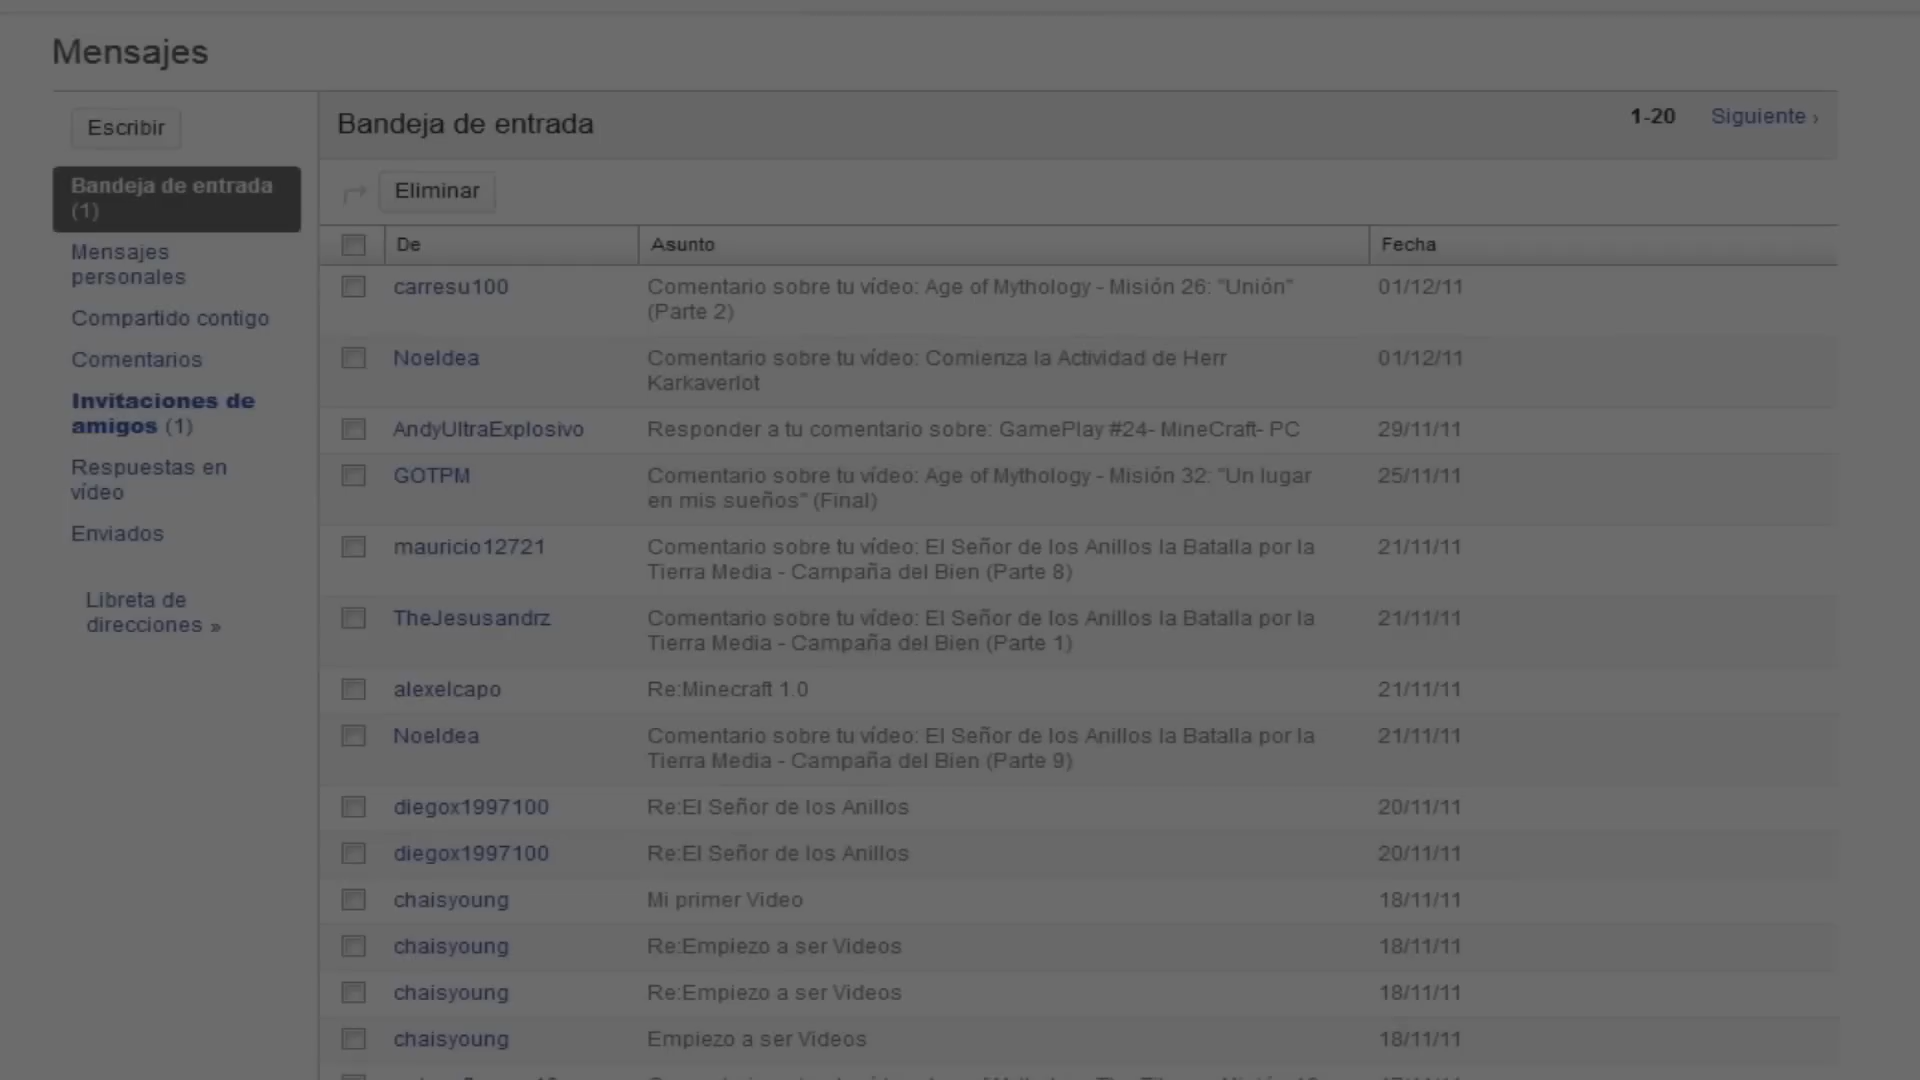 Mensajes
Escribir
Bandeja de entrada
(1)
Mensajes
personales
Compartido contigo
Comentarios
Invitaciones de
amigos (1)
Respuestas en
vídeo
Enviados
Libreta de
direcciones »
Bandeja de entrada
1-20 Siguiente ›
Eliminar
De Asunto Fecha
carresu100 Comentario sobre tu vídeo: Age of Mythology - Misión 26: "Unión" 01/12/11
(Parte 2)
Noeldea Comentario sobre tu vídeo: Comienza la Actividad de Herr 01/12/11
Karkaverlot
AndyUltraExplosivo Responder a tu comentario sobre: GamePlay #24- MineCraft- PC 29/11/11
GOTPM Comentario sobre tu vídeo: Age of Mythology - Misión 32: "Un lugar 25/11/11
en mis sueños" (Final)
mauricio12721 Comentario sobre tu vídeo: El Señor de los Anillos la Batalla por la 21/11/11
Tierra Media - Campaña del Bien (Parte 8)
TheJesusandrz Comentario sobre tu vídeo: El Señor de los Anillos la Batalla por la 21/11/11
Tierra Media - Campaña del Bien (Parte 1)
alexelcapo Re:Minecraft 1.0 21/11/11
Noeldea Comentario sobre tu vídeo: El Señor de los Anillos la Batalla por la 21/11/11
Tierra Media - Campaña del Bien (Parte 9)
diegox1997100 Re:El Señor de los Anillos 20/11/11
diegox1997100 Re:El Señor de los Anillos 20/11/11
chaisyoung Mi primer Video 18/11/11
chaisyoung Re:Empiezo a ser Videos 18/11/11
chaisyoung Re:Empiezo a ser Videos 18/11/11
chaisyoung Empiezo a ser Videos 18/11/11